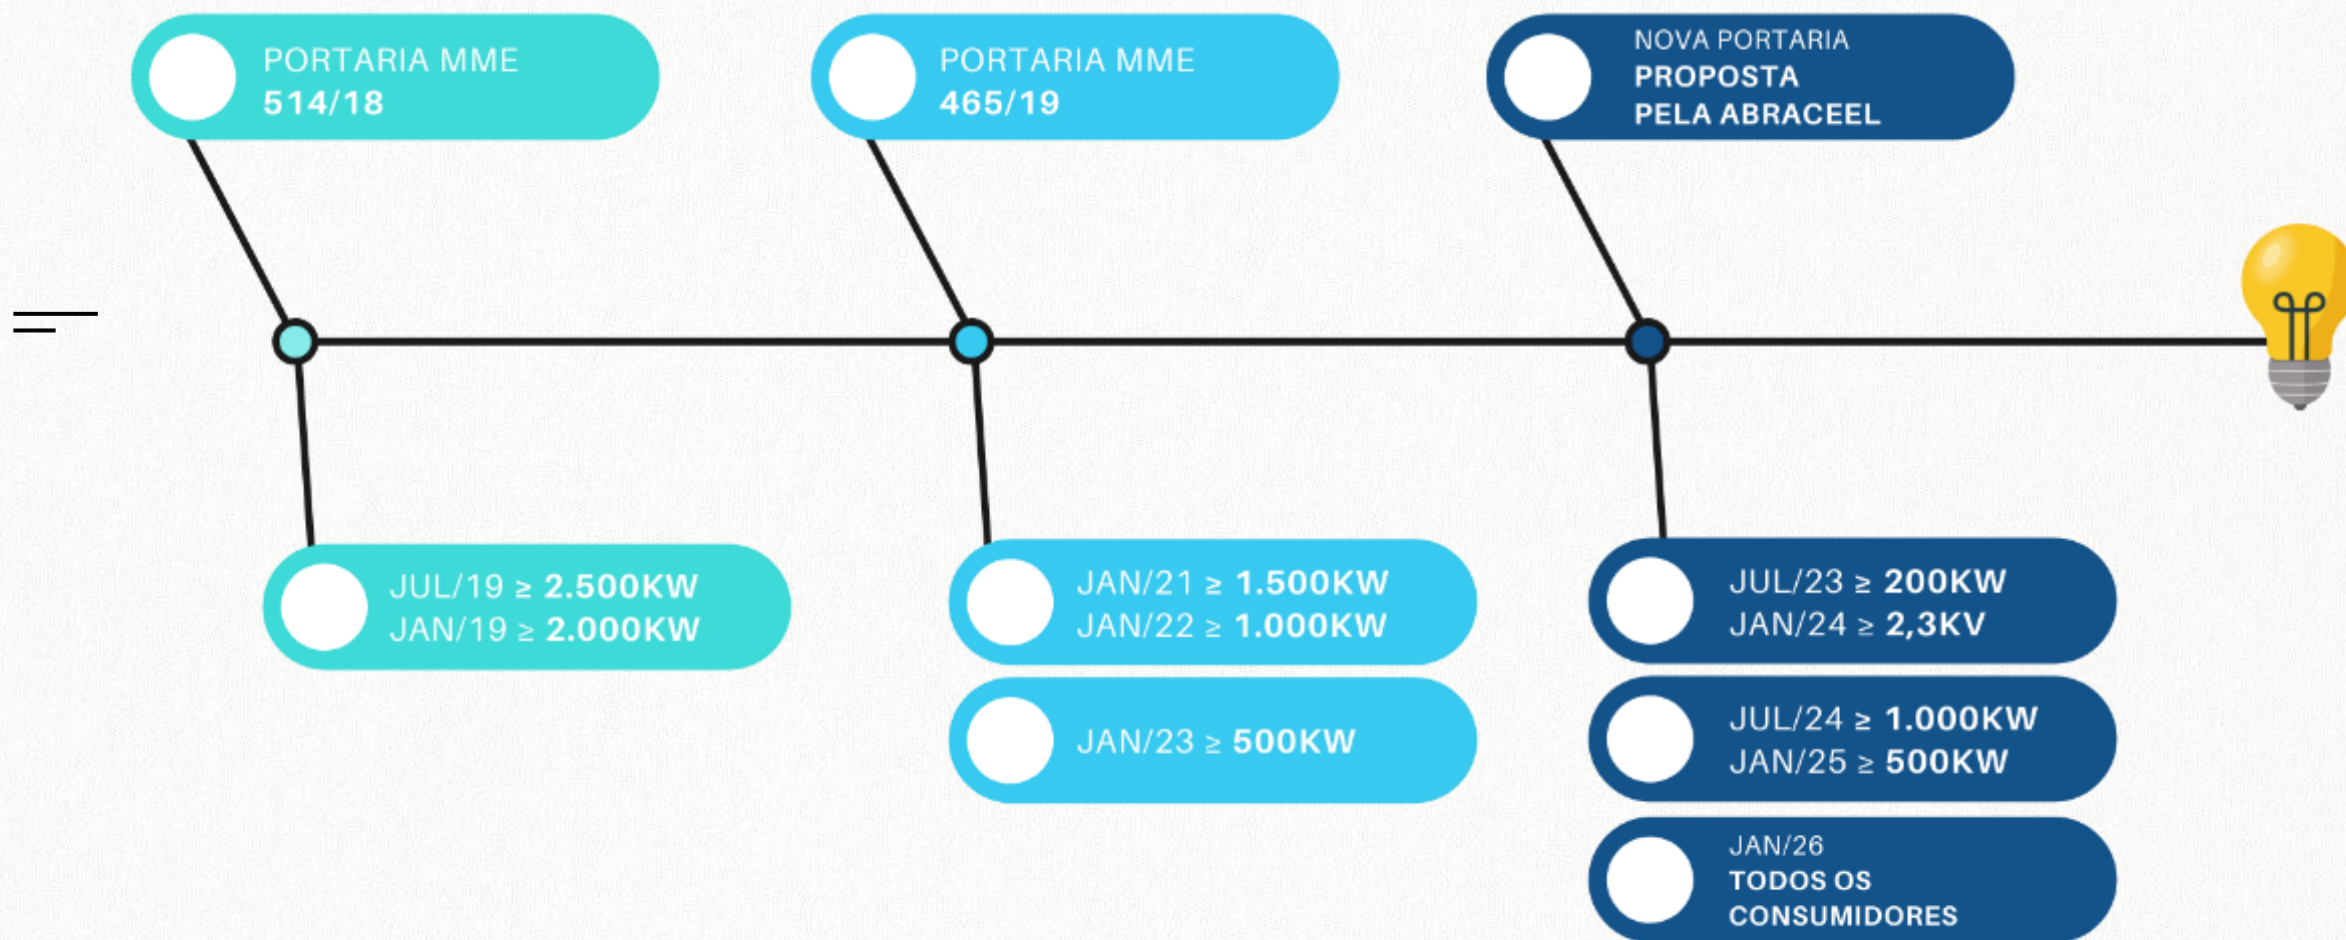 PORTARIA MME
514/18
PORTARIA MME
465/19
NOVA PORTARIA
PROPOSTA
PELA ABRACEEL
JUL/19 ≥ 2.500KW
JAN/19 ≥ 2.000KW
JAN/21 ≥ 1.500KW
JAN/22 ≥ 1.000KW
JAN/23 ≥ 500KW
JUL/23 ≥ 200KW
JAN/24 ≥ 2,3KV
JUL/24 ≥ 1.000KW
JAN/25 ≥ 500KW
JAN/26
TODOS OS
CONSUMIDORES